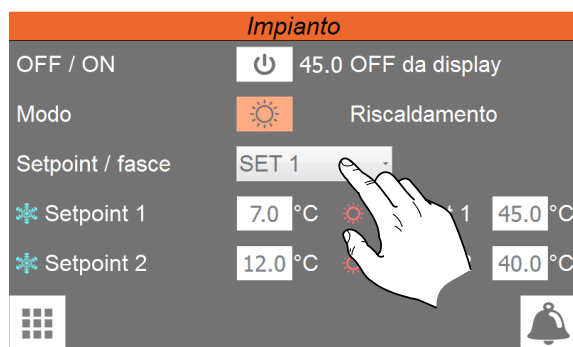 Impianto
OFF / ON 45.0 OFF da display
Modo Riscaldamento
Setpoint / fasce SET 1
Setpoint 1 7.0 °C 1 45.0 °C
Setpoint 2 12.0 °C 40.0 °C